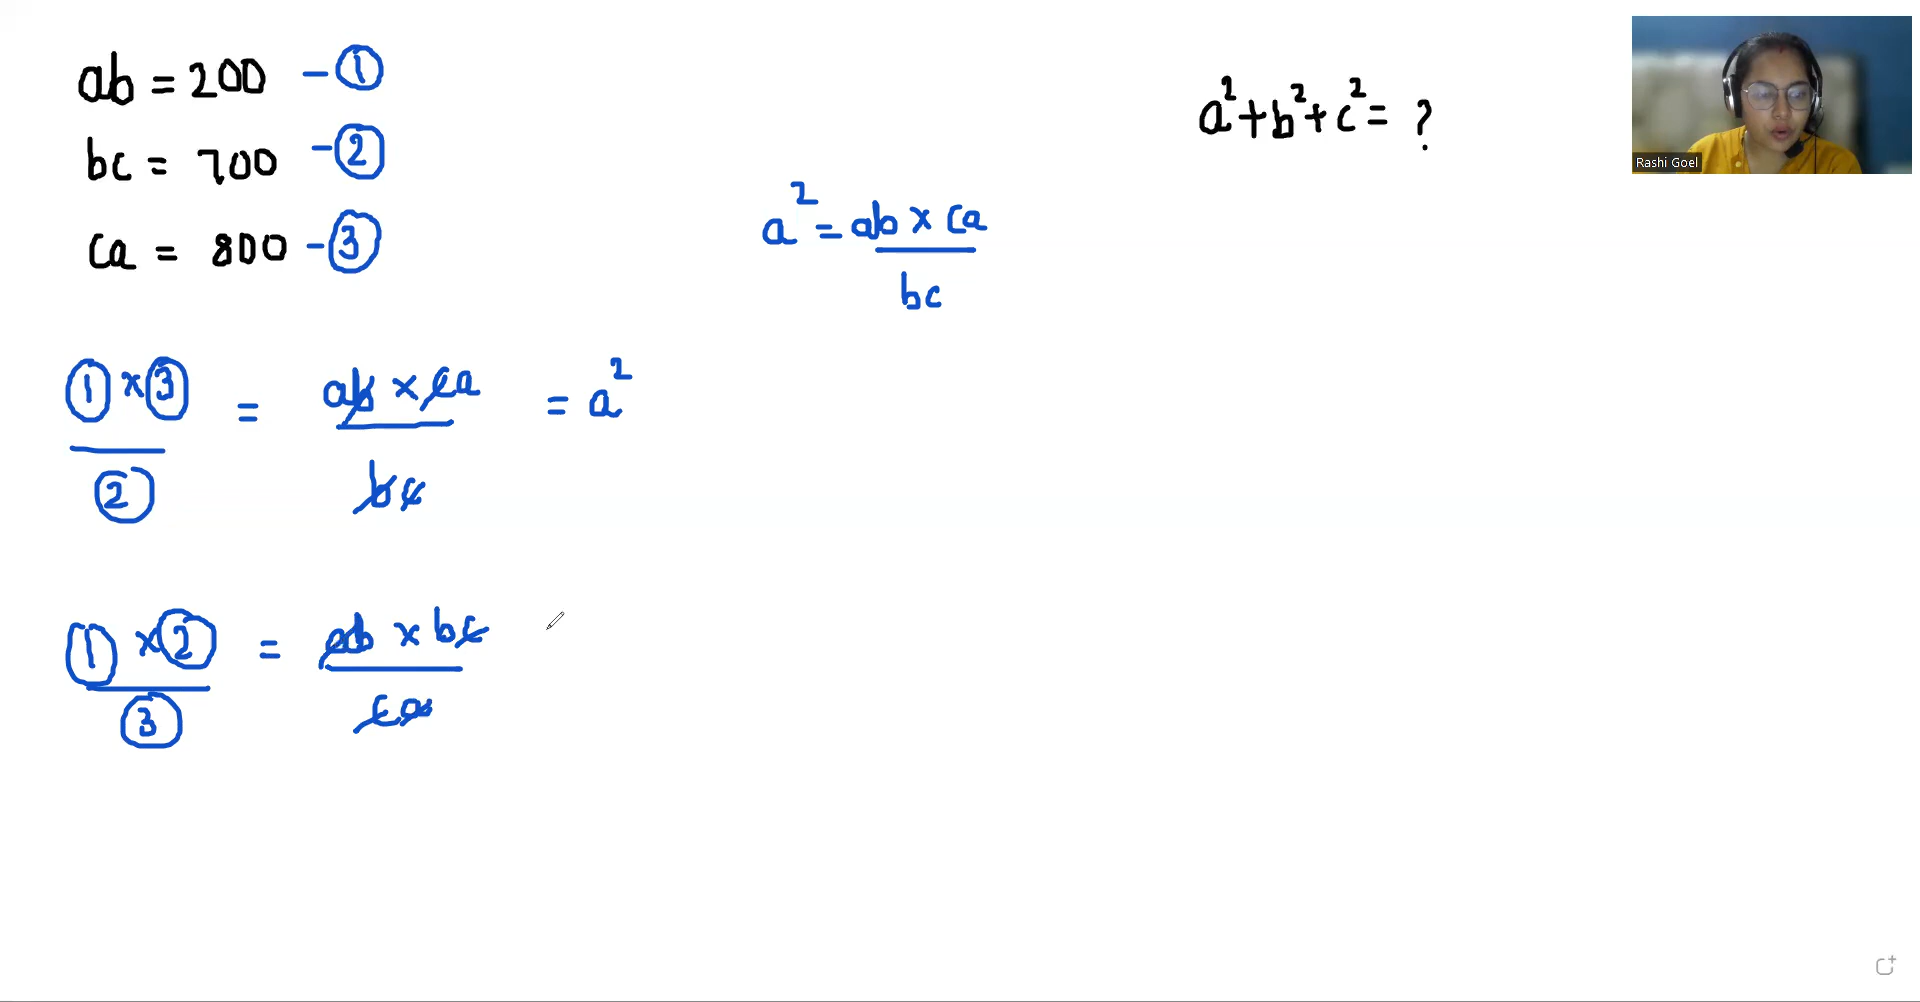 ab = 200 - ①
bc = 700 - ②
ca = 800 - ③
a² + b² + c² = ?
Rashi Goel
a² = ab × ca
bc
① × ③ = ab × ca = a²
② bc
① × ② = ab × bc
③ ca